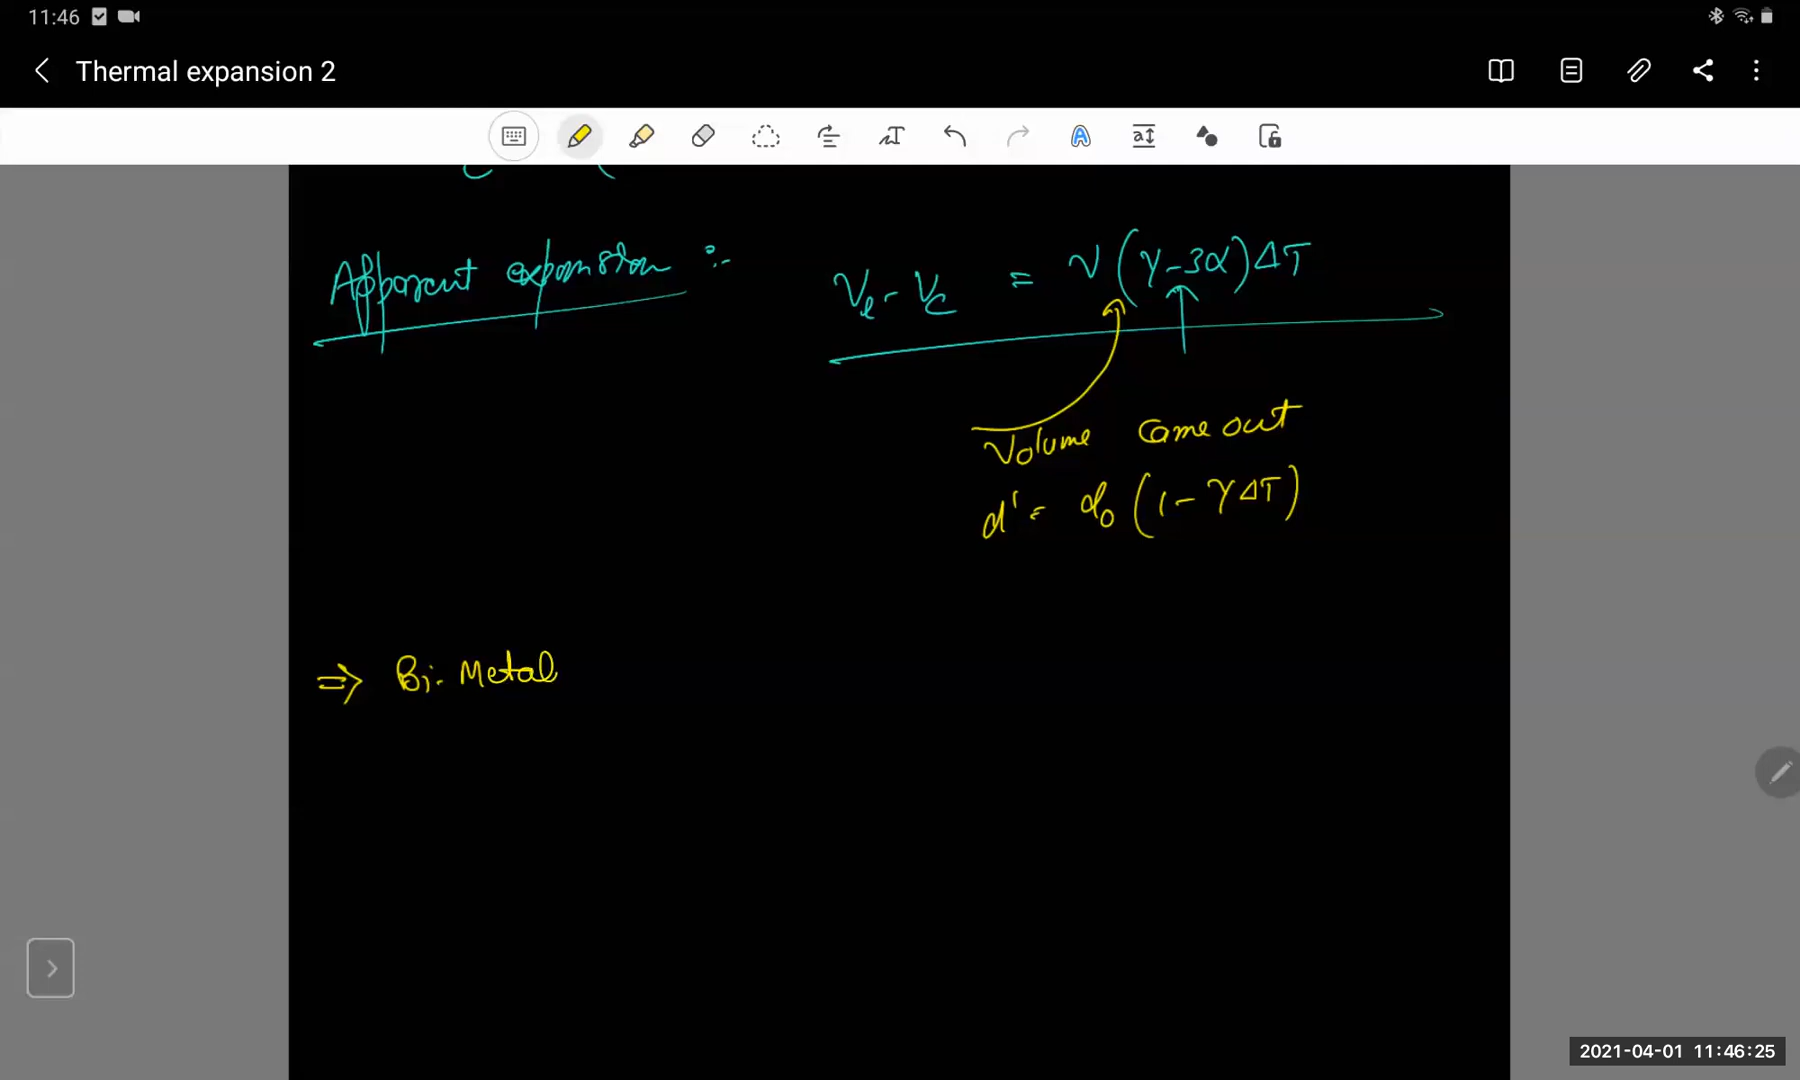 11:46
Thermal expansion 2
Apparent expansion :-
Vl - Vc = V (γ - 3α) ΔT
Volume came out
d' = d0 (1 - γΔT)
⇒ Bi- Metal
2021-04-01 11:46:25